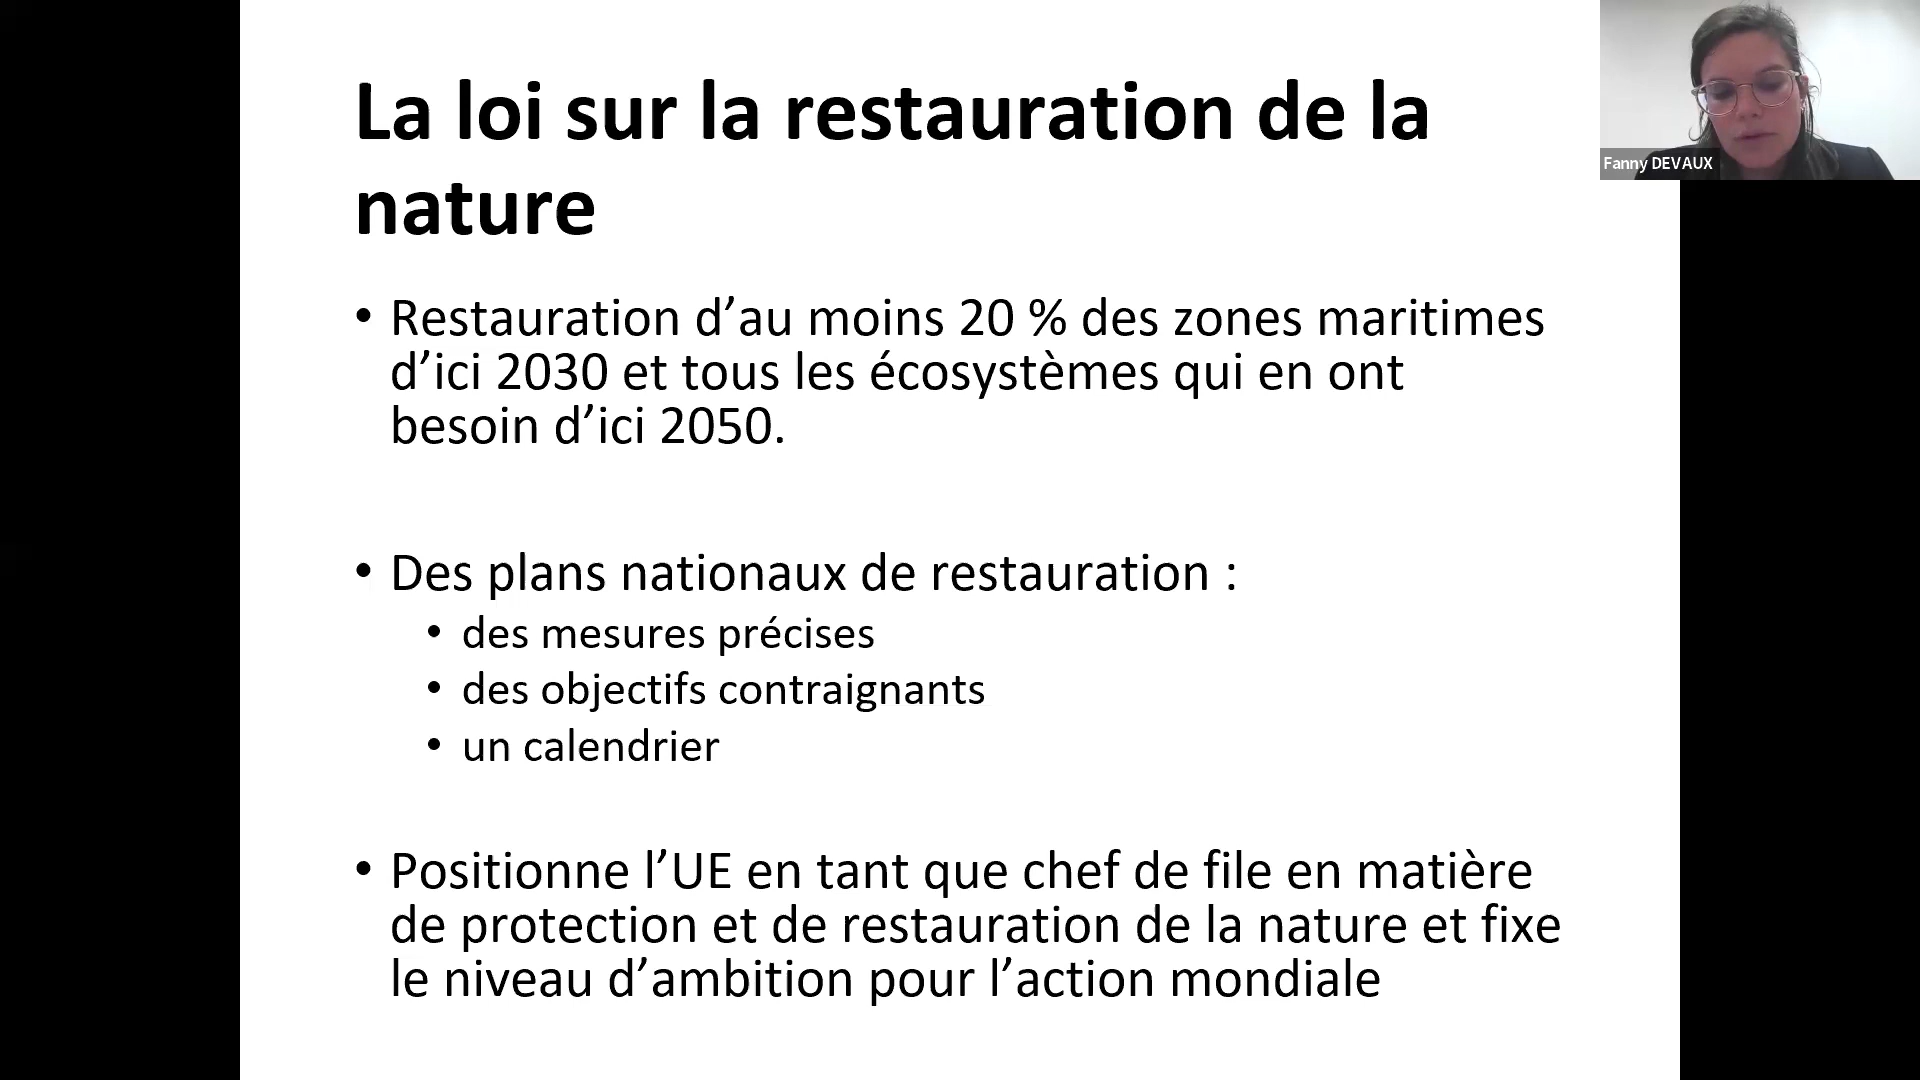 La loi sur la restauration de la
nature
• Restauration d’au moins 20 % des zones maritimes
d’ici 2030 et tous les écosystèmes qui en ont
besoin d’ici 2050.
• Des plans nationaux de restauration :
• des mesures précises
• des objectifs contraignants
• un calendrier
• Positionne l’UE en tant que chef de file en matière
de protection et de restauration de la nature et fixe
le niveau d’ambition pour l’action mondiale
Fanny DEVAUX